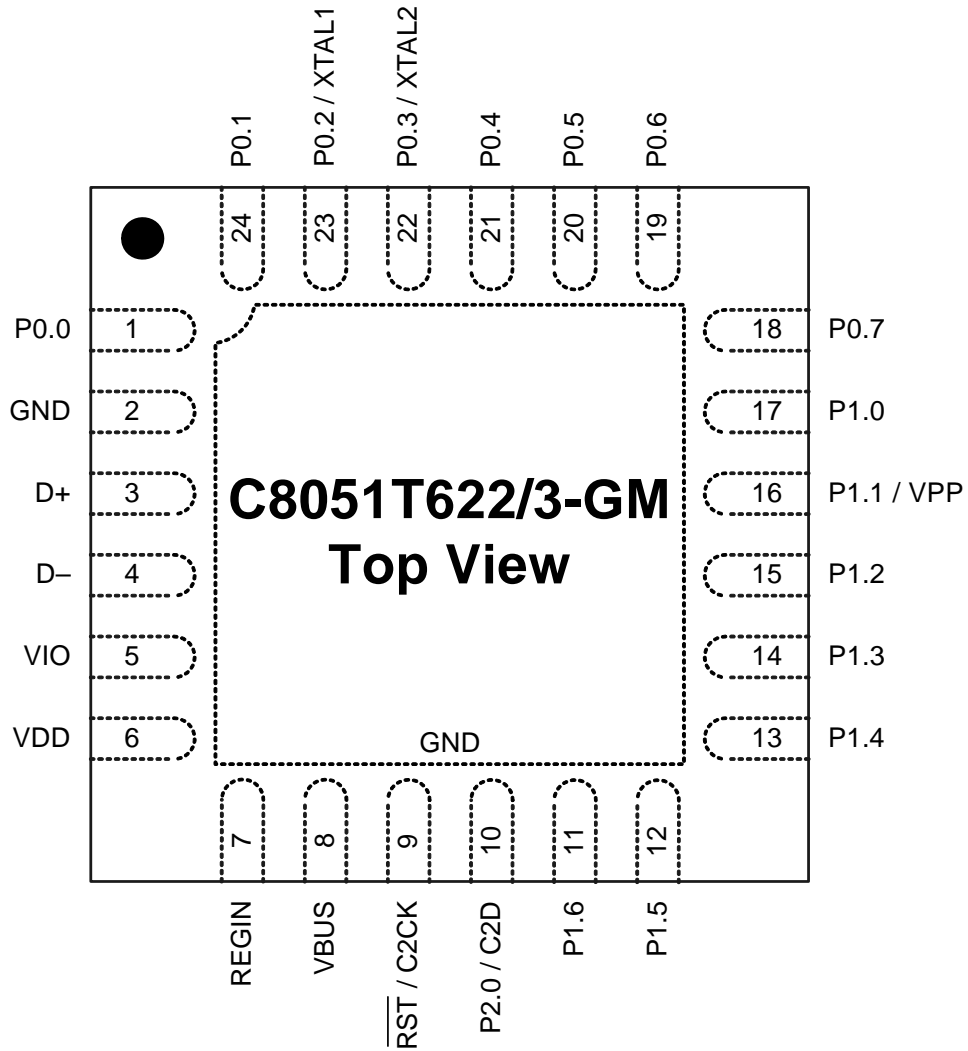 P0.1
P0.2 / XTAL1
P0.3 / XTAL2
P0.4
P0.5
P0.6
24
23
22
21
20
19
P0.0
1
18
P0.7
GND
2
17
P1.0
D+
3
16
P1.1 / VPP
D–
4
15
P1.2
VIO
5
14
P1.3
VDD
6
13
P1.4
C8051T622/3-GM
Top View
GND
7
8
9
10
11
12
REGIN
VBUS
RST / C2CK
P2.0 / C2D
P1.6
P1.5